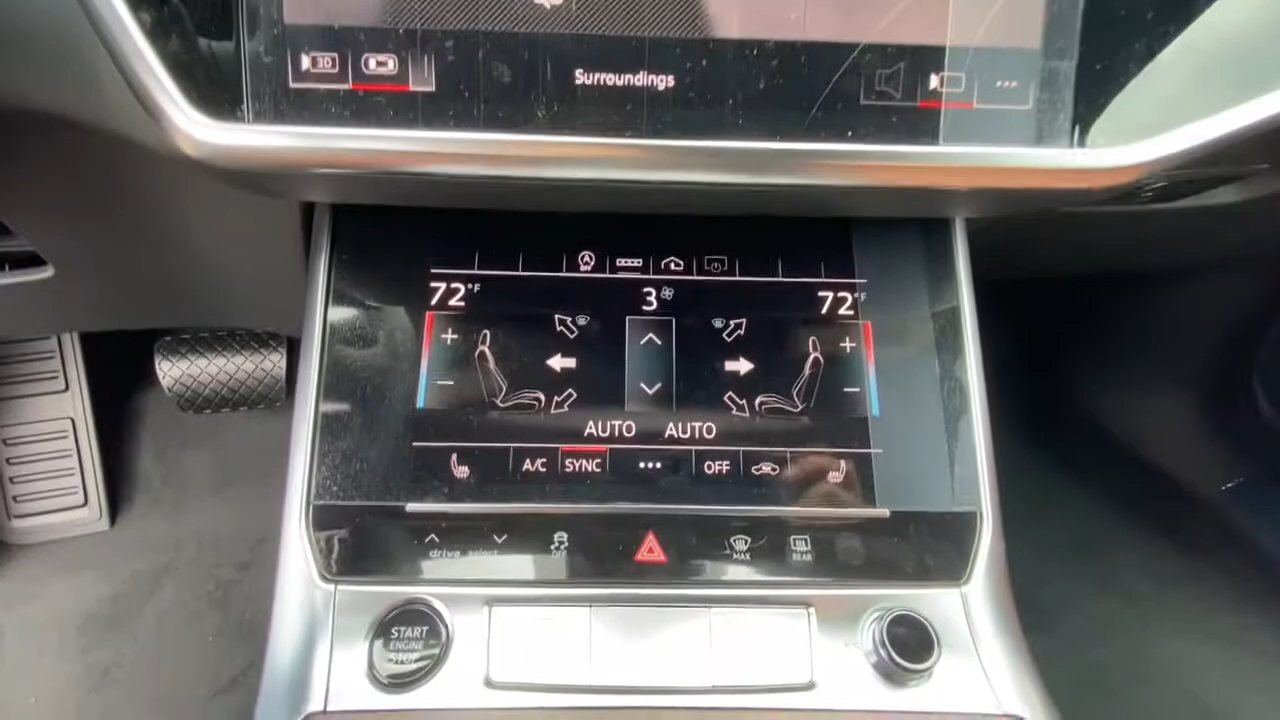 3D
Surroundings
A
OFF
72°F
3
72°F
AUTO AUTO
A/C SYNC OFF
drive select
OFF
MAX
REAR
START
ENGINE
STOP